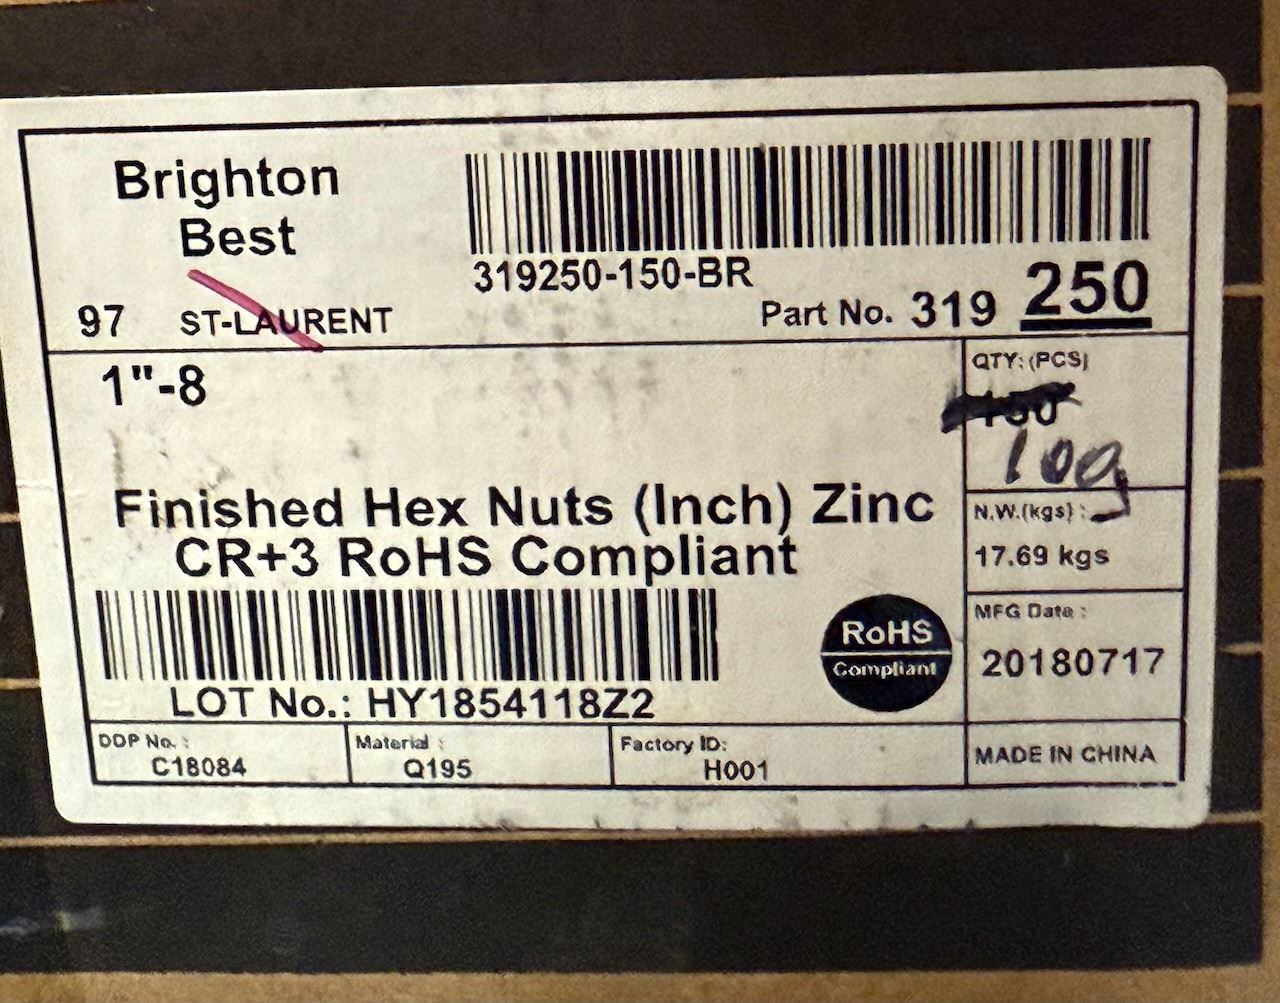 Brighton
Best
97 ST-LAURENT
319250-150-BR
Part No. 319 250
1"-8
QTY: (PCS)
150
Finished Hex Nuts (Inch) Zinc
CR+3 RoHS Compliant
N.W.(kgs) :
17.69 kgs
RoHS
Compliant
MFG Date :
20180717
LOT No.: HY1854118Z2
DOP No. :
C18084
Material :
Q195
Factory ID:
H001
MADE IN CHINA